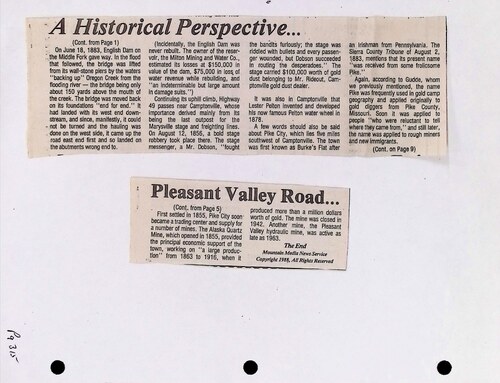 A Historical Perspective...
(Cont. from Page 1)
On June 18, 1883, English Dam on
the Middle Fork gave way. In the flood
that followed, the bridge was lifted
from its wall-stone piers by the waters
"backing up" Oregon Creek from the
flooding river — the bridge being only
about 150 yards above the mouth of
the creek. The bridge was moved back
on its foundations "end for end." It
had landed with its west end down-
stream, and since, manifestly, it could
not be turned and the hauling was
done on the west side, it came up the
road east end first and so landed on
the abutments wrong end to.
(Incidentally, the English Dam was
never rebuilt. The owner of the reser-
voir, the Milton Mining and Water Co.,
estimated its losses at $150,000 in
value of the dam, $75,000 in loss of
water revenue while rebuilding, and
"an indeterminable but large amount
in damage suits.")
Continuing its uphill climb, Highway
49 passes near Camptonville, whose
importance derived mainly from its
being the last outpost for the
Marysville stage and freighting lines.
On August 12, 1856, a bold stage
robbery took place there. The stage
messenger, a Mr. Dobson, "fought
the bandits furiously; the stage was
riddled with bullets and every passen-
ger wounded, but Dobson succeeded
in routing the desperadoes." The
stage carried $100,000 worth of gold
dust belonging to Mr. Rideout, Camp-
tonville gold dust dealer.
It was also in Camptonville that
Lester Pelton invented and developed
his now famous Pelton water wheel
in 1878.
A few words should also be said
about Pike City, which lies five miles
southwest of Camptonville. The town
was first known as Burke's Flat after
an Irishman from Pennsylvania. The
Sierra County Tribune of August 2,
1883, mentions that its present name
"was received from some frolicsome
Pike."
Again, according to Gudde, whom
we previously mentioned, the name
Pike was frequently used in gold camp
geography and applied originally to
gold diggers from Pike County,
Missouri. Soon it was applied to
people "who were reluctant to tell
where they came from," and still later,
the name was applied to rough miners
and new immigrants.
(Cont. on Page 9)
Pleasant Valley Road...
(Cont. from Page 5)
First settled in 1855, Pike City soon
became a trading center and supply for
a number of mines. The Alaska Quartz
Mine, which opened in 1855, provided
the principal economic support of the
town, working on "a large produc-
tion" from 1863 to 1916, when it
produced more than a million dollars
worth of gold. The mine was closed in
1942. Another mine, the Pleasant
Valley hydraulic mine, was active as
late as 1963.
The End
Mountain Media News Service
Copyright 1988, All Rights Reserved